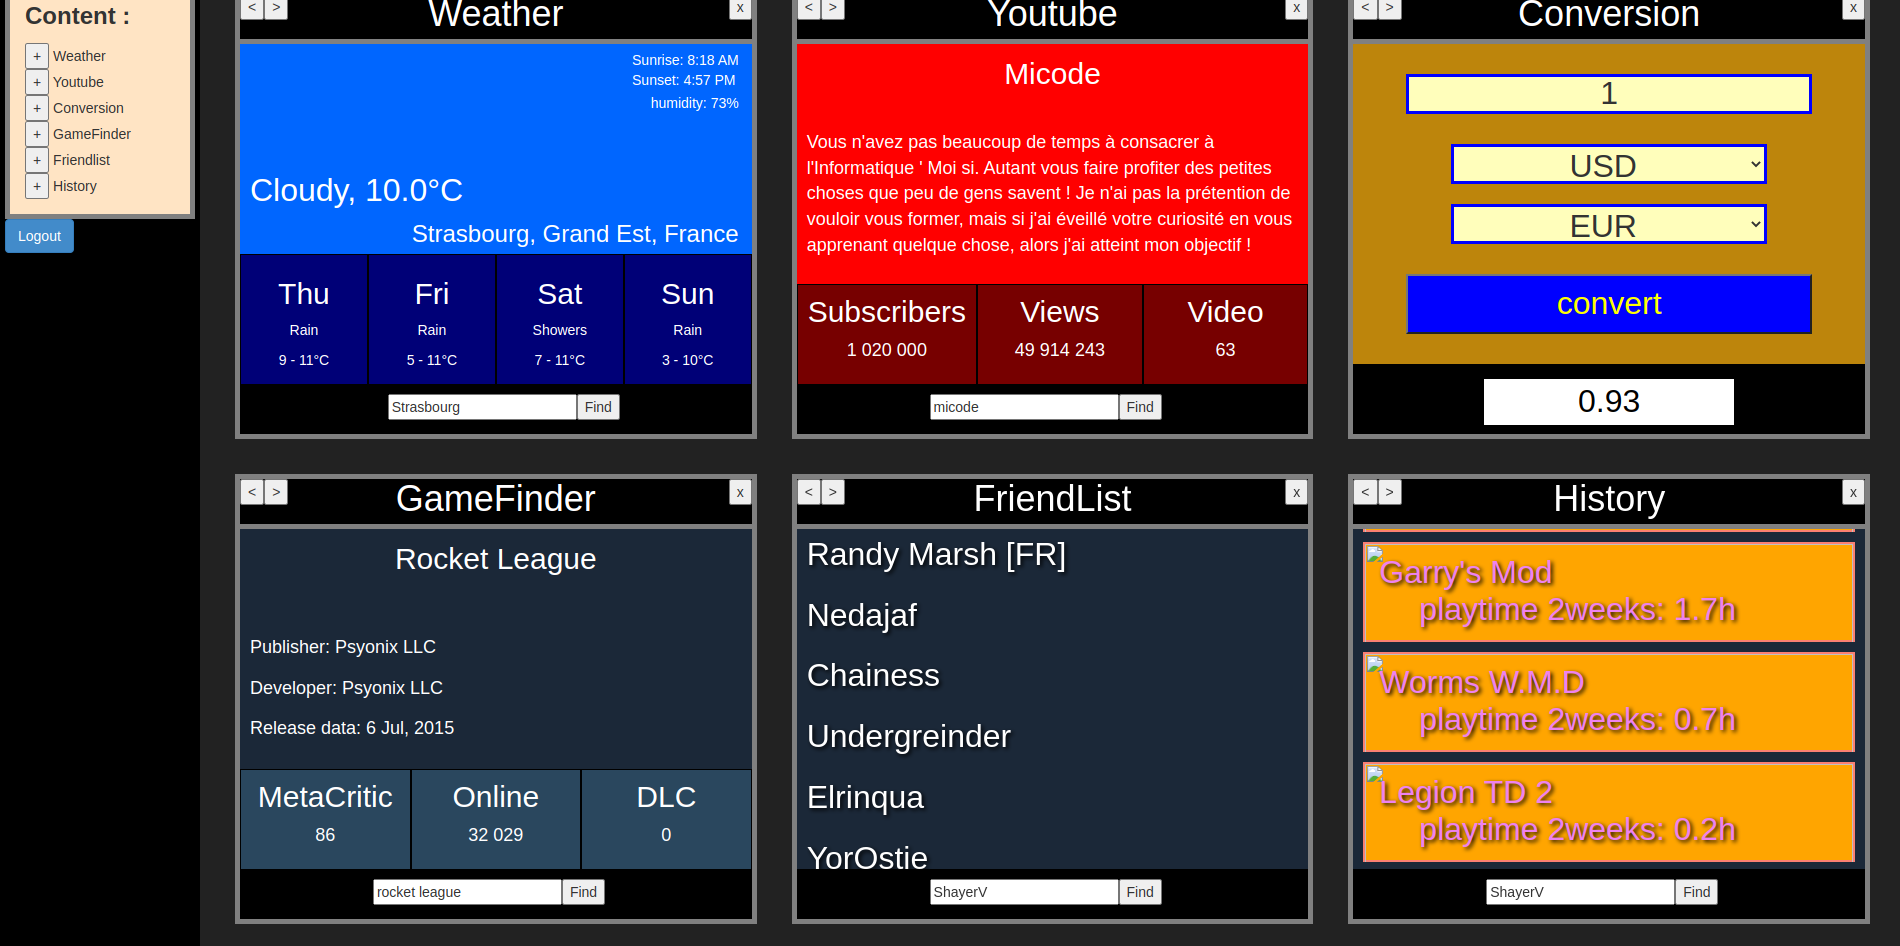 Content :
+ Weather
+ Youtube
+ Conversion
+ GameFinder
+ Friendlist
+ History
Logout
< > Weather x
Sunrise: 8:18 AM
Sunset: 4:57 PM
humidity: 73%
Cloudy, 10.0°C
Strasbourg, Grand Est, France
Thu Fri Sat Sun
Rain Rain Showers Rain
9 - 11°C 5 - 11°C 7 - 11°C 3 - 10°C
Strasbourg Find
< > Youtube x
Micode
Vous n'avez pas beaucoup de temps à consacrer à
l'Informatique ' Moi si. Autant vous faire profiter des petites
choses que peu de gens savent ! Je n'ai pas la prétention de
vouloir vous former, mais si j'ai éveillé votre curiosité en vous
apprenant quelque chose, alors j'ai atteint mon objectif !
Subscribers Views Video
1 020 000 49 914 243 63
micode Find
< > Conversion x
1
USD
EUR
convert
0.93
< > GameFinder x
Rocket League
Publisher: Psyonix LLC
Developer: Psyonix LLC
Release data: 6 Jul, 2015
MetaCritic Online DLC
86 32 029 0
rocket league Find
< > FriendList x
Randy Marsh [FR]
Nedajaf
Chainess
Undergreinder
Elrinqua
YorOstie
ShayerV Find
< > History x
Garry's Mod
playtime 2weeks: 1.7h
Worms W.M.D
playtime 2weeks: 0.7h
Legion TD 2
playtime 2weeks: 0.2h
ShayerV Find